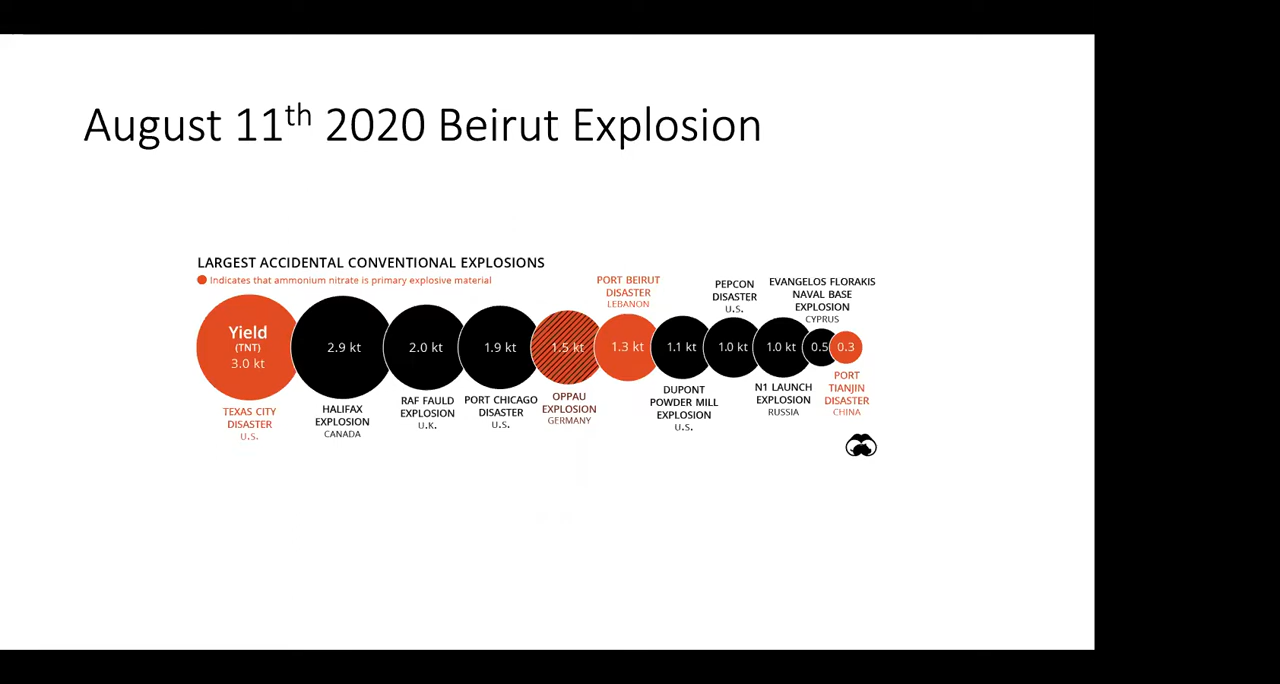 August 11th 2020 Beirut Explosion
LARGEST ACCIDENTAL CONVENTIONAL EXPLOSIONS
Indicates that ammonium nitrate is primary explosive material
Yield
(TNT)
3.0 kt
TEXAS CITY
DISASTER
U.S.
2.9 kt
HALIFAX
EXPLOSION
CANADA
2.0 kt
RAF FAULD
EXPLOSION
U.K.
1.9 kt
PORT CHICAGO
DISASTER
U.S.
1.5 kt
OPPAU
EXPLOSION
GERMANY
PORT BEIRUT
DISASTER
LEBANON
1.3 kt
1.1 kt
DUPONT
POWDER MILL
EXPLOSION
U.S.
PEPCON
DISASTER
U.S.
1.0 kt
1.0 kt
N1 LAUNCH
EXPLOSION
RUSSIA
EVANGELOS FLORAKIS
NAVAL BASE
EXPLOSION
CYPRUS
0.5
0.3
PORT
TIANJIN
DISASTER
CHINA